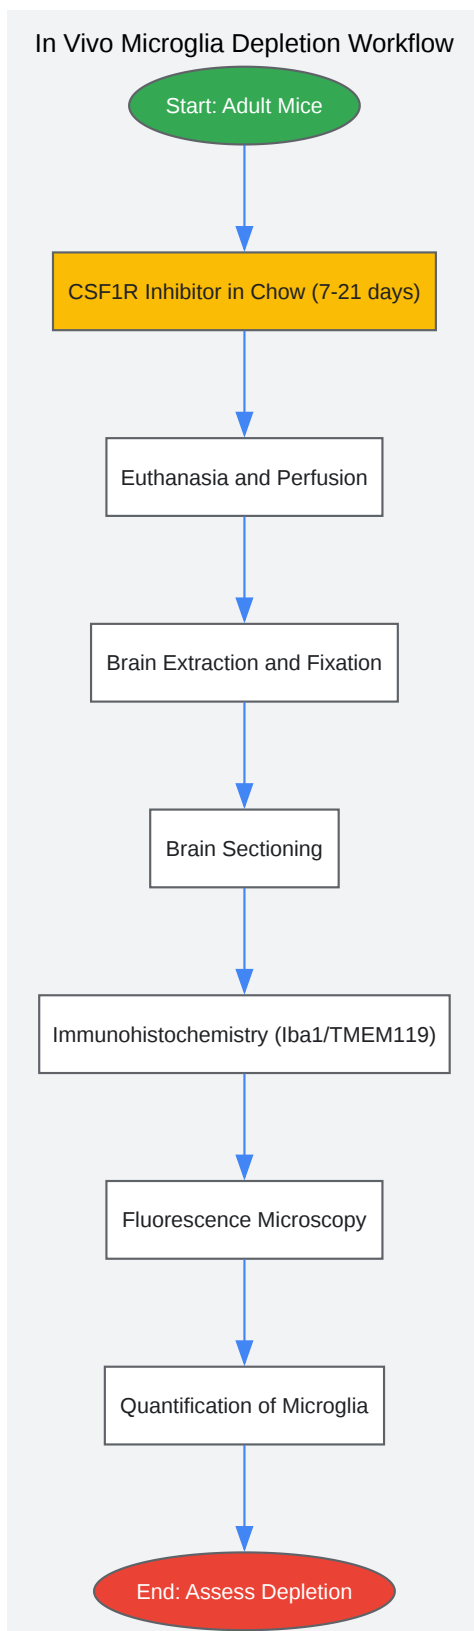 In Vivo Microglia Depletion Workflow
Start: Adult Mice
CSF1R Inhibitor in Chow (7-21 days)
Euthanasia and Perfusion
Brain Extraction and Fixation
Brain Sectioning
Immunohistochemistry (Iba1/TMEM119)
Fluorescence Microscopy
Quantification of Microglia
End: Assess Depletion